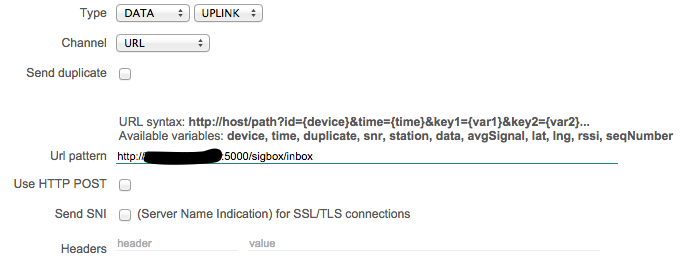 Type DATA UPLINK
Channel URL
Send duplicate
URL syntax: http://host/path?id={device}&time={time}&key1={var1}&key2={var2}...
Available variables: device, time, duplicate, snr, station, data, avgSignal, lat, lng, rssi, seqNumber
Url pattern http:/ :5000/sigbox/inbox
Use HTTP POST
Send SNI (Server Name Indication) for SSL/TLS connections
Headers header value